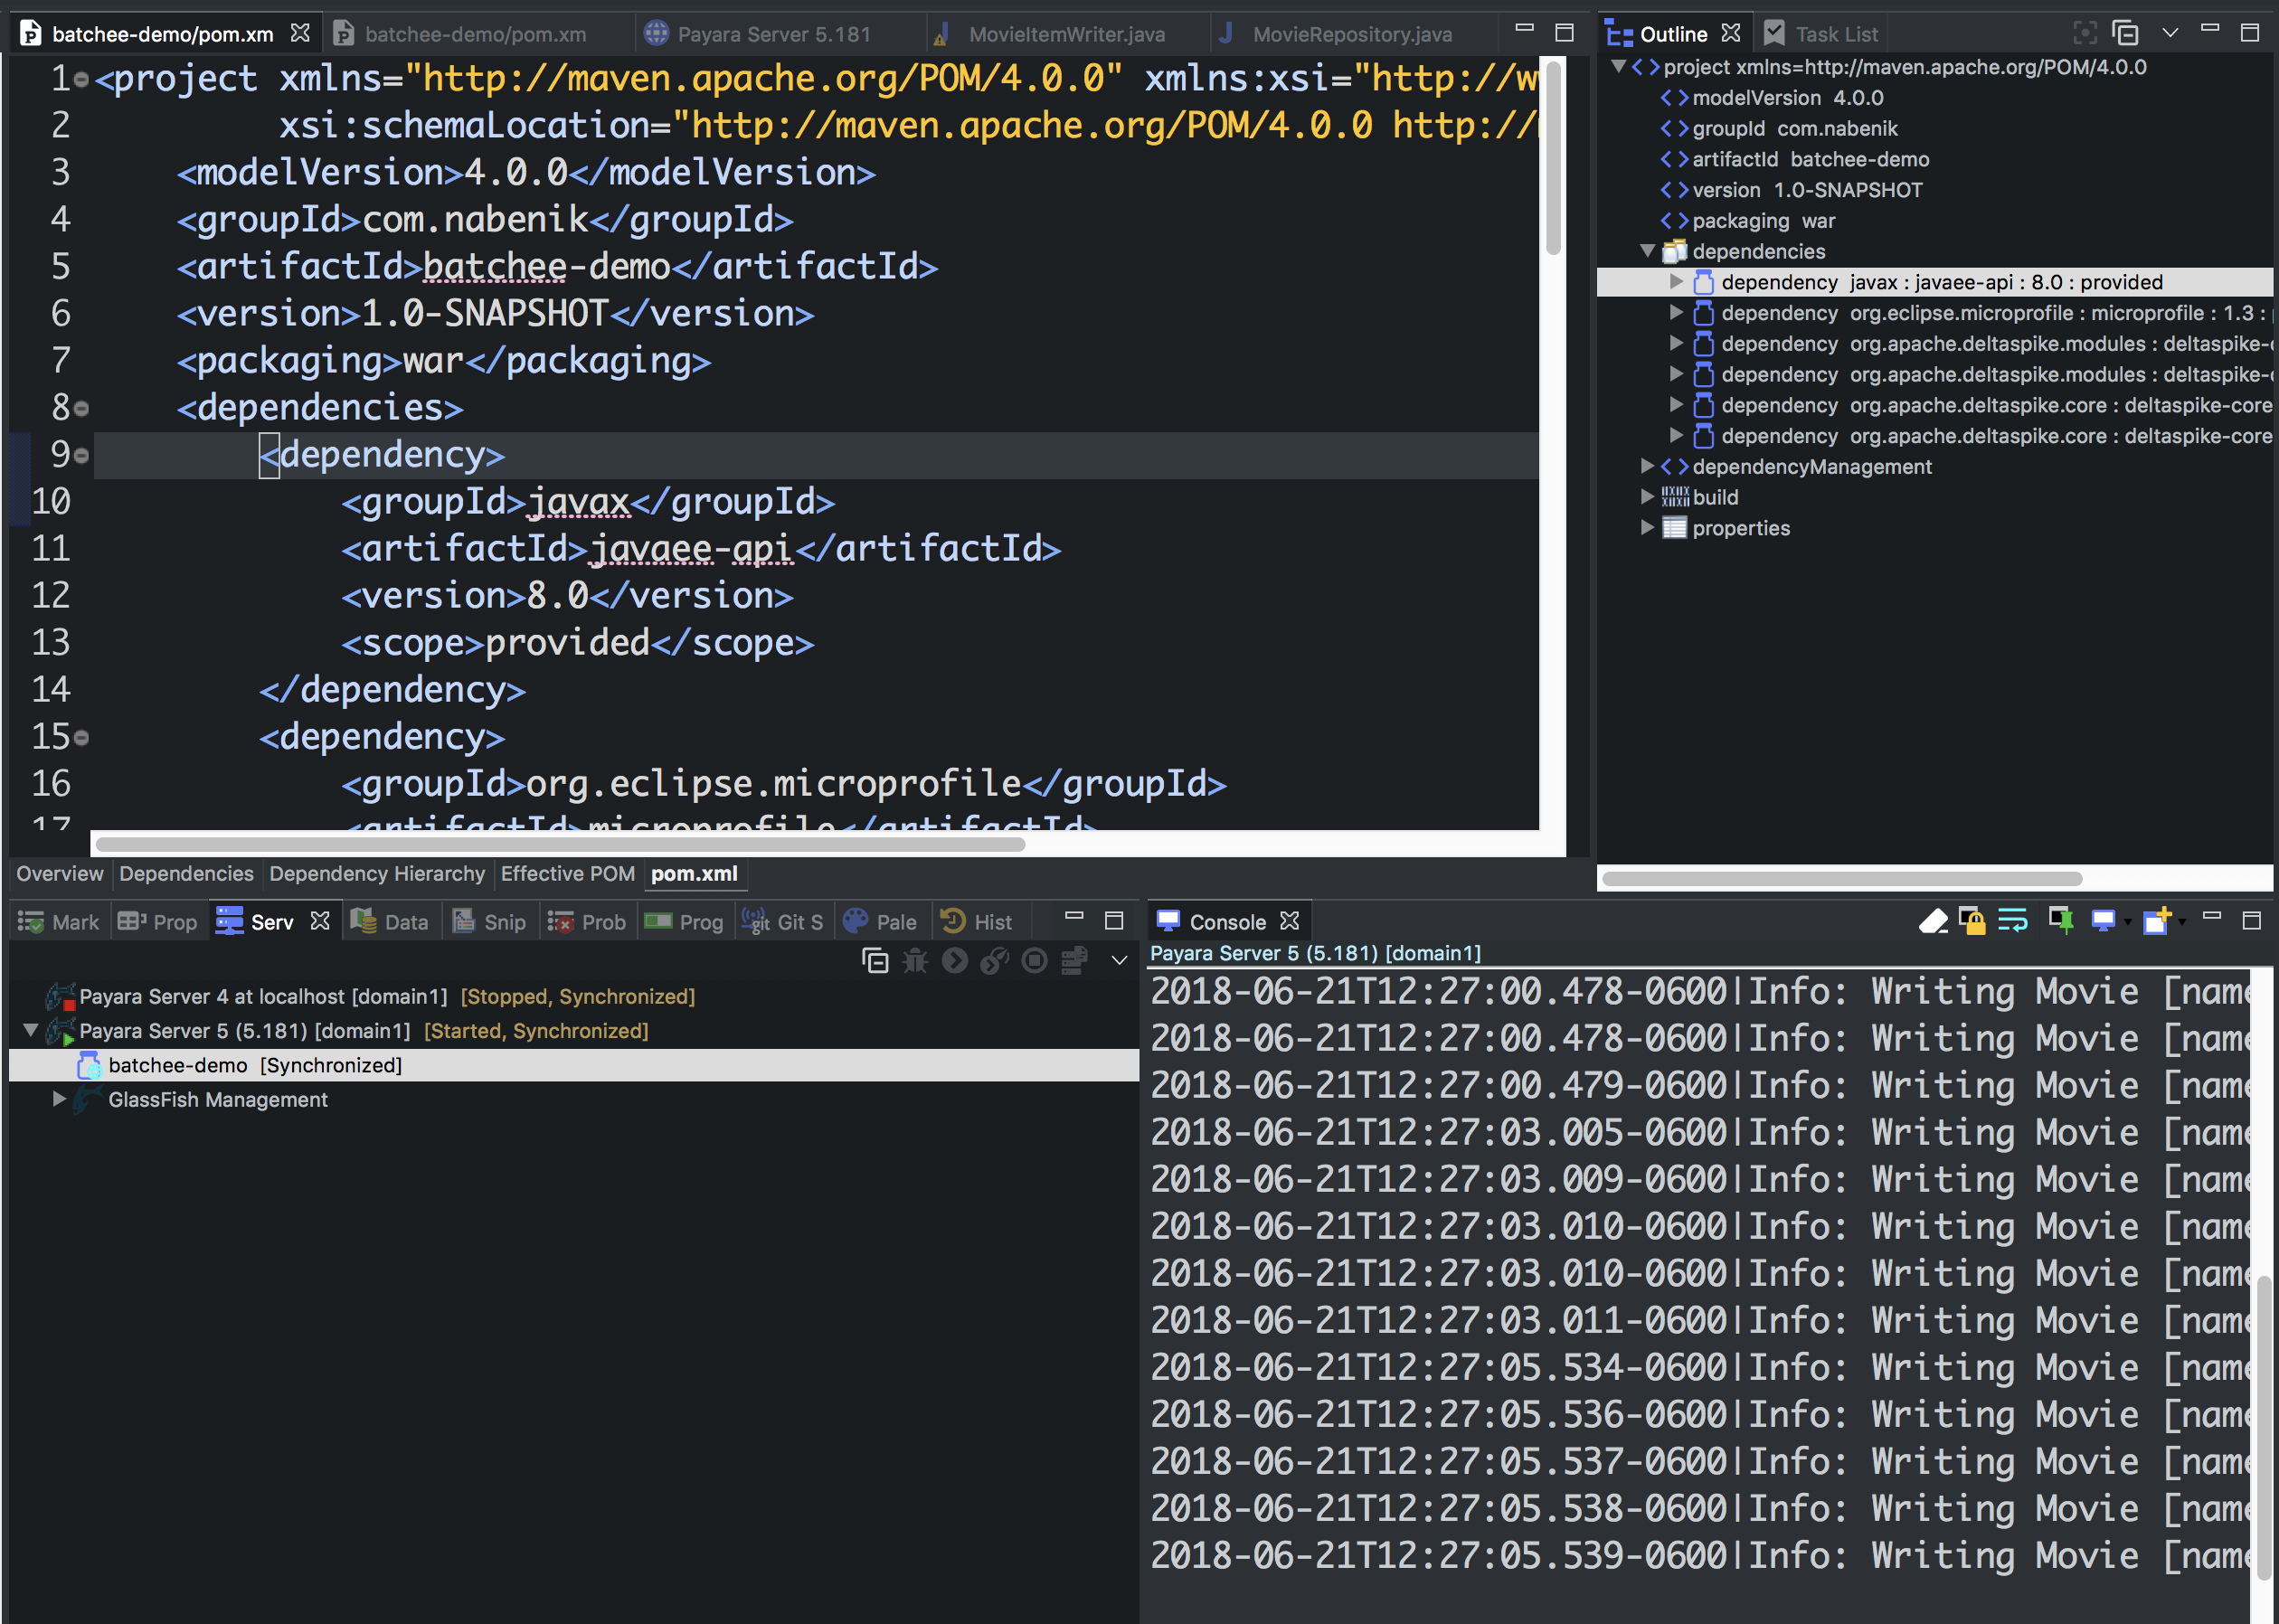 batchee-demo/pom.xm
batchee-demo/pom.xm
Payara Server 5.181
MovieItemWriter.java
MovieRepository.java
1 <project xmlns="http://maven.apache.org/POM/4.0.0" xmlns:xsi="http://w
2 xsi:schemaLocation="http://maven.apache.org/POM/4.0.0 http://
3 <modelVersion>4.0.0</modelVersion>
4 <groupId>com.nabenik</groupId>
5 <artifactId>batchee-demo</artifactId>
6 <version>1.0-SNAPSHOT</version>
7 <packaging>war</packaging>
8 <dependencies>
9 <dependency>
10 <groupId>javax</groupId>
11 <artifactId>javaee-api</artifactId>
12 <version>8.0</version>
13 <scope>provided</scope>
14 </dependency>
15 <dependency>
16 <groupId>org.eclipse.microprofile</groupId>
17 <artifactId>microprofile</artifactId>
Overview
Dependencies
Dependency Hierarchy
Effective POM
pom.xml
Outline
Task List
project xmlns=http://maven.apache.org/POM/4.0.0
modelVersion 4.0.0
groupId com.nabenik
artifactId batchee-demo
version 1.0-SNAPSHOT
packaging war
dependencies
dependency javax : javaee-api : 8.0 : provided
dependency org.eclipse.microprofile : microprofile : 1.3 :
dependency org.apache.deltaspike.modules : deltaspike-
dependency org.apache.deltaspike.modules : deltaspike-
dependency org.apache.deltaspike.core : deltaspike-core
dependency org.apache.deltaspike.core : deltaspike-core
dependencyManagement
build
properties
Mark
Prop
Serv
Data
Snip
Prob
Prog
Git S
Pale
Hist
Payara Server 4 at localhost [domain1] [Stopped, Synchronized]
Payara Server 5 (5.181) [domain1] [Started, Synchronized]
batchee-demo [Synchronized]
GlassFish Management
Console
Payara Server 5 (5.181) [domain1]
2018-06-21T12:27:00.478-0600|Info: Writing Movie [name
2018-06-21T12:27:00.478-0600|Info: Writing Movie [name
2018-06-21T12:27:00.479-0600|Info: Writing Movie [name
2018-06-21T12:27:03.005-0600|Info: Writing Movie [name
2018-06-21T12:27:03.009-0600|Info: Writing Movie [name
2018-06-21T12:27:03.010-0600|Info: Writing Movie [name
2018-06-21T12:27:03.010-0600|Info: Writing Movie [name
2018-06-21T12:27:03.011-0600|Info: Writing Movie [name
2018-06-21T12:27:05.534-0600|Info: Writing Movie [name
2018-06-21T12:27:05.536-0600|Info: Writing Movie [name
2018-06-21T12:27:05.537-0600|Info: Writing Movie [name
2018-06-21T12:27:05.538-0600|Info: Writing Movie [name
2018-06-21T12:27:05.539-0600|Info: Writing Movie [name